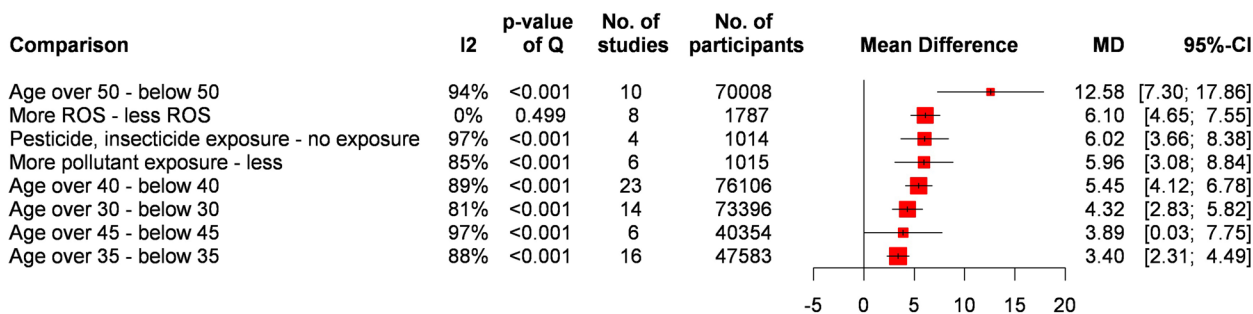 Comparison I2 p-value of Q No. of studies No. of participants Mean Difference MD 95%-CI
Age over 50 - below 50 94% <0.001 10 70008 12.58 [7.30; 17.86]
More ROS - less ROS 0% 0.499 8 1787 6.10 [4.65; 7.55]
Pesticide, insecticide exposure - no exposure 97% <0.001 4 1014 6.02 [3.66; 8.38]
More pollutant exposure - less 85% <0.001 6 1015 5.96 [3.08; 8.84]
Age over 40 - below 40 89% <0.001 23 76106 5.45 [4.12; 6.78]
Age over 30 - below 30 81% <0.001 14 73396 4.32 [2.83; 5.82]
Age over 45 - below 45 97% <0.001 6 40354 3.89 [0.03; 7.75]
Age over 35 - below 35 88% <0.001 16 47583 3.40 [2.31; 4.49]
-5 0 5 10 15 20